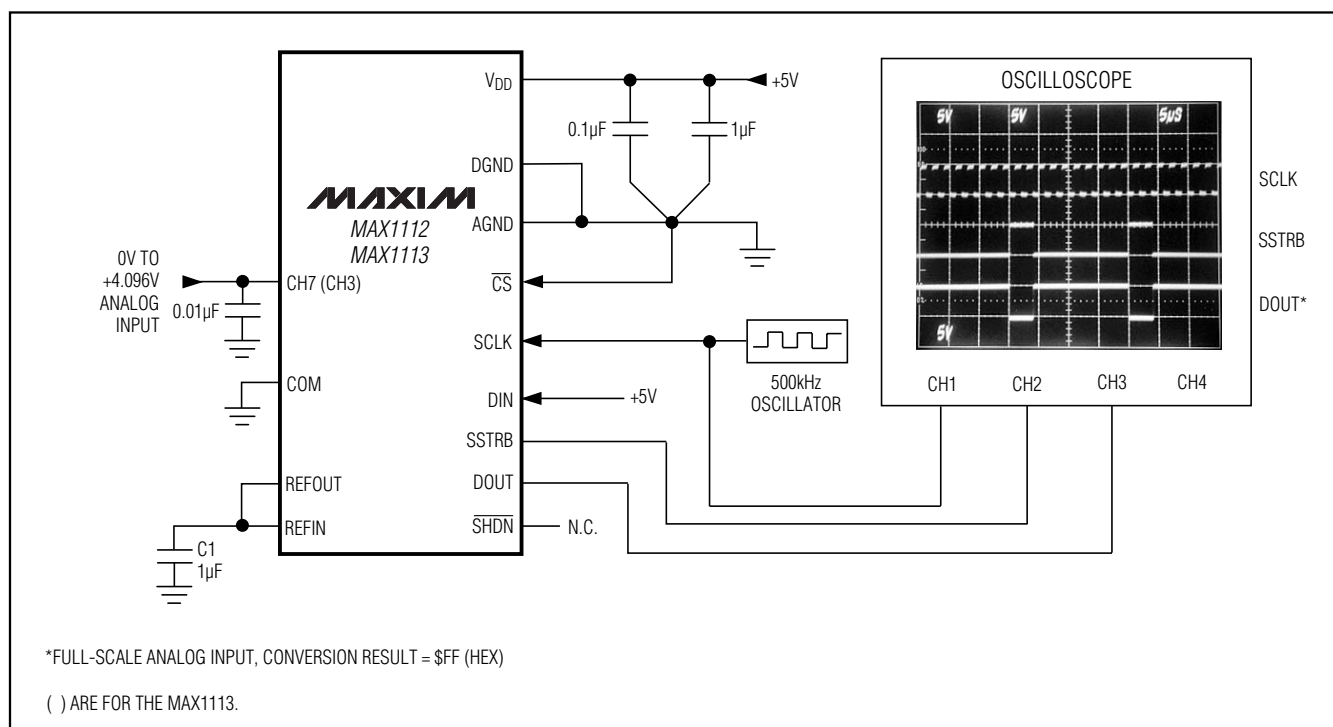 VDD
+5V
0.1µF
1µF
DGND
MAXIM
MAX1112
MAX1113
AGND
0V TO
+4.096V
ANALOG
INPUT
0.01µF
CH7 (CH3)
CS
SCLK
500kHz
OSCILLATOR
COM
DIN
+5V
SSTRB
REFOUT
DOUT
REFIN
SHDN
N.C.
C1
1µF
OSCILLOSCOPE
5V
5V
5µS
SCLK
SSTRB
DOUT*
5V
CH1
CH2
CH3
CH4
*FULL-SCALE ANALOG INPUT, CONVERSION RESULT = $FF (HEX)
( ) ARE FOR THE MAX1113.